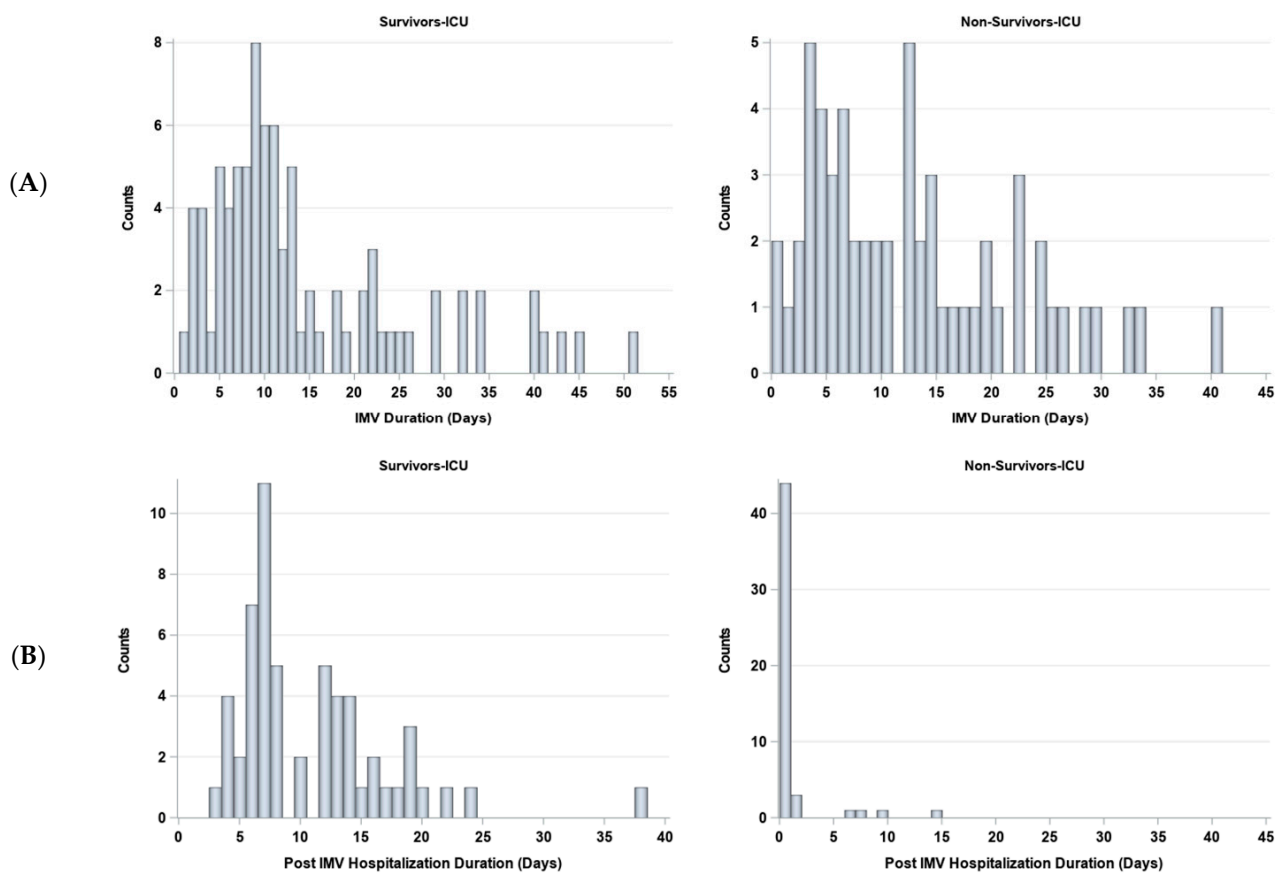 (A)
Survivors-ICU
8
6
4
2
0
Counts
0 5 10 15 20 25 30 35 40 45 50 55
IMV Duration (Days)
Non-Survivors-ICU
5
4
3
2
1
0
Counts
0 5 10 15 20 25 30 35 40 45
IMV Duration (Days)
(B)
Survivors-ICU
10
8
6
4
2
0
Counts
0 5 10 15 20 25 30 35 40
Post IMV Hospitalization Duration (Days)
Non-Survivors-ICU
40
30
20
10
0
Counts
0 5 10 15 20 25 30 35 40 45
Post IMV Hospitalization Duration (Days)